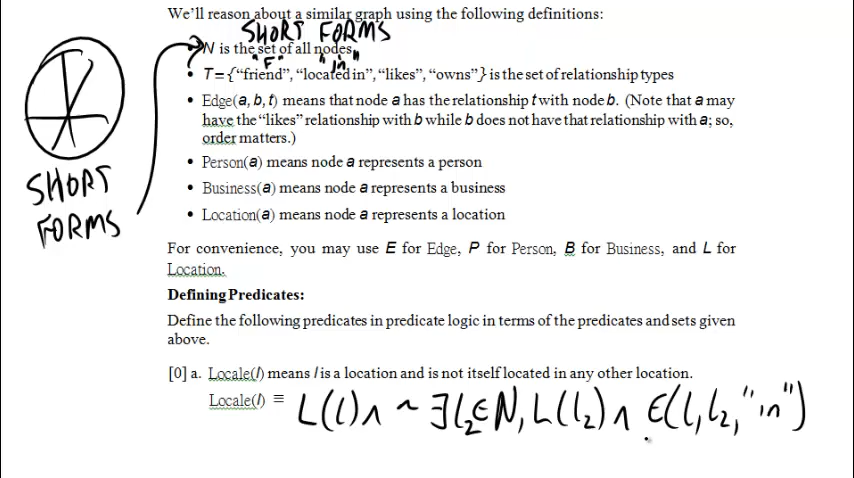 We'll reason about a similar graph using the following definitions:
SHORT FORMS
• N is the set of all nodes
"F" "in"
• T = {"friend", "located in", "likes", "owns"} is the set of relationship types
• Edge(a, b, t) means that node a has the relationship t with node b. (Note that a may
have the "likes" relationship with b while b does not have that relationship with a; so,
order matters.)
• Person(a) means node a represents a person
• Business(a) means node a represents a business
• Location(a) means node a represents a location
SHORT
FORMS
For convenience, you may use E for Edge, P for Person, B for Business, and L for
Location.
Defining Predicates:
Define the following predicates in predicate logic in terms of the predicates and sets given
above.
[0] a. Locale(l) means l is a location and is not itself located in any other location.
Locale(l) ≡ L(l) ∧ ~ ∃l₂∈N, L(l₂) ∧ E(l, l₂, "in")